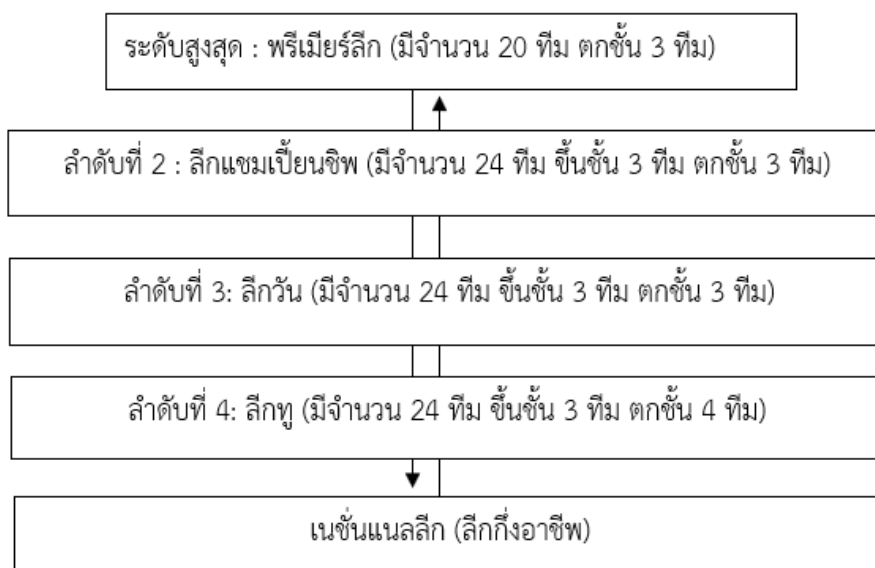 ระดับสูงสุด : พรีเมียร์ลีก (มีจำนวน 20 ทีม ตกชั้น 3 ทีม)
ลำดับที่ 2 : ลีกแชมเปี้ยนชิพ (มีจำนวน 24 ทีม ขึ้นชั้น 3 ทีม ตกชั้น 3 ทีม)
ลำดับที่ 3: ลีกวัน (มีจำนวน 24 ทีม ขึ้นชั้น 3 ทีม ตกชั้น 3 ทีม)
ลำดับที่ 4: ลีกทู (มีจำนวน 24 ทีม ขึ้นชั้น 3 ทีม ตกชั้น 4 ทีม)
เนชั่นแนลลีก (ลีกกึ่งอาชีพ)